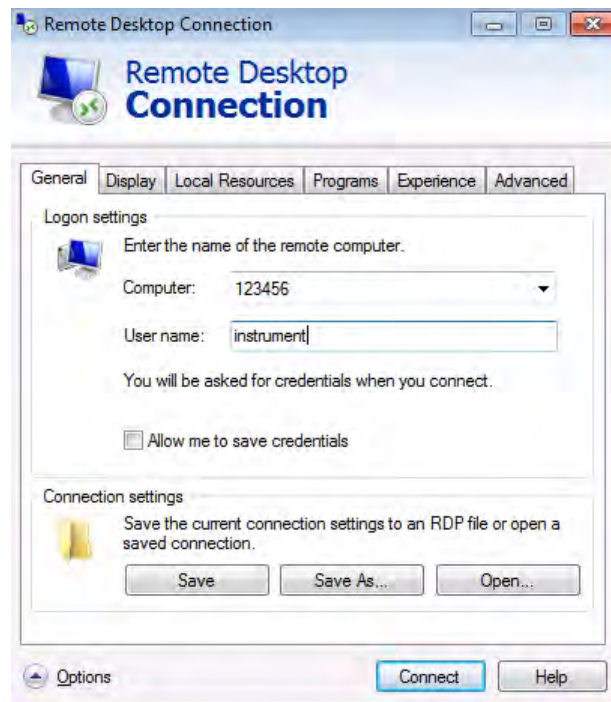 Remote Desktop Connection
Remote Desktop
Connection
General Display Local Resources Programs Experience Advanced
Logon settings
Enter the name of the remote computer.
Computer: 123456
User name: instrument
You will be asked for credentials when you connect.
Allow me to save credentials
Connection settings
Save the current connection settings to an RDP file or open a
saved connection.
Save Save As... Open...
Options Connect Help